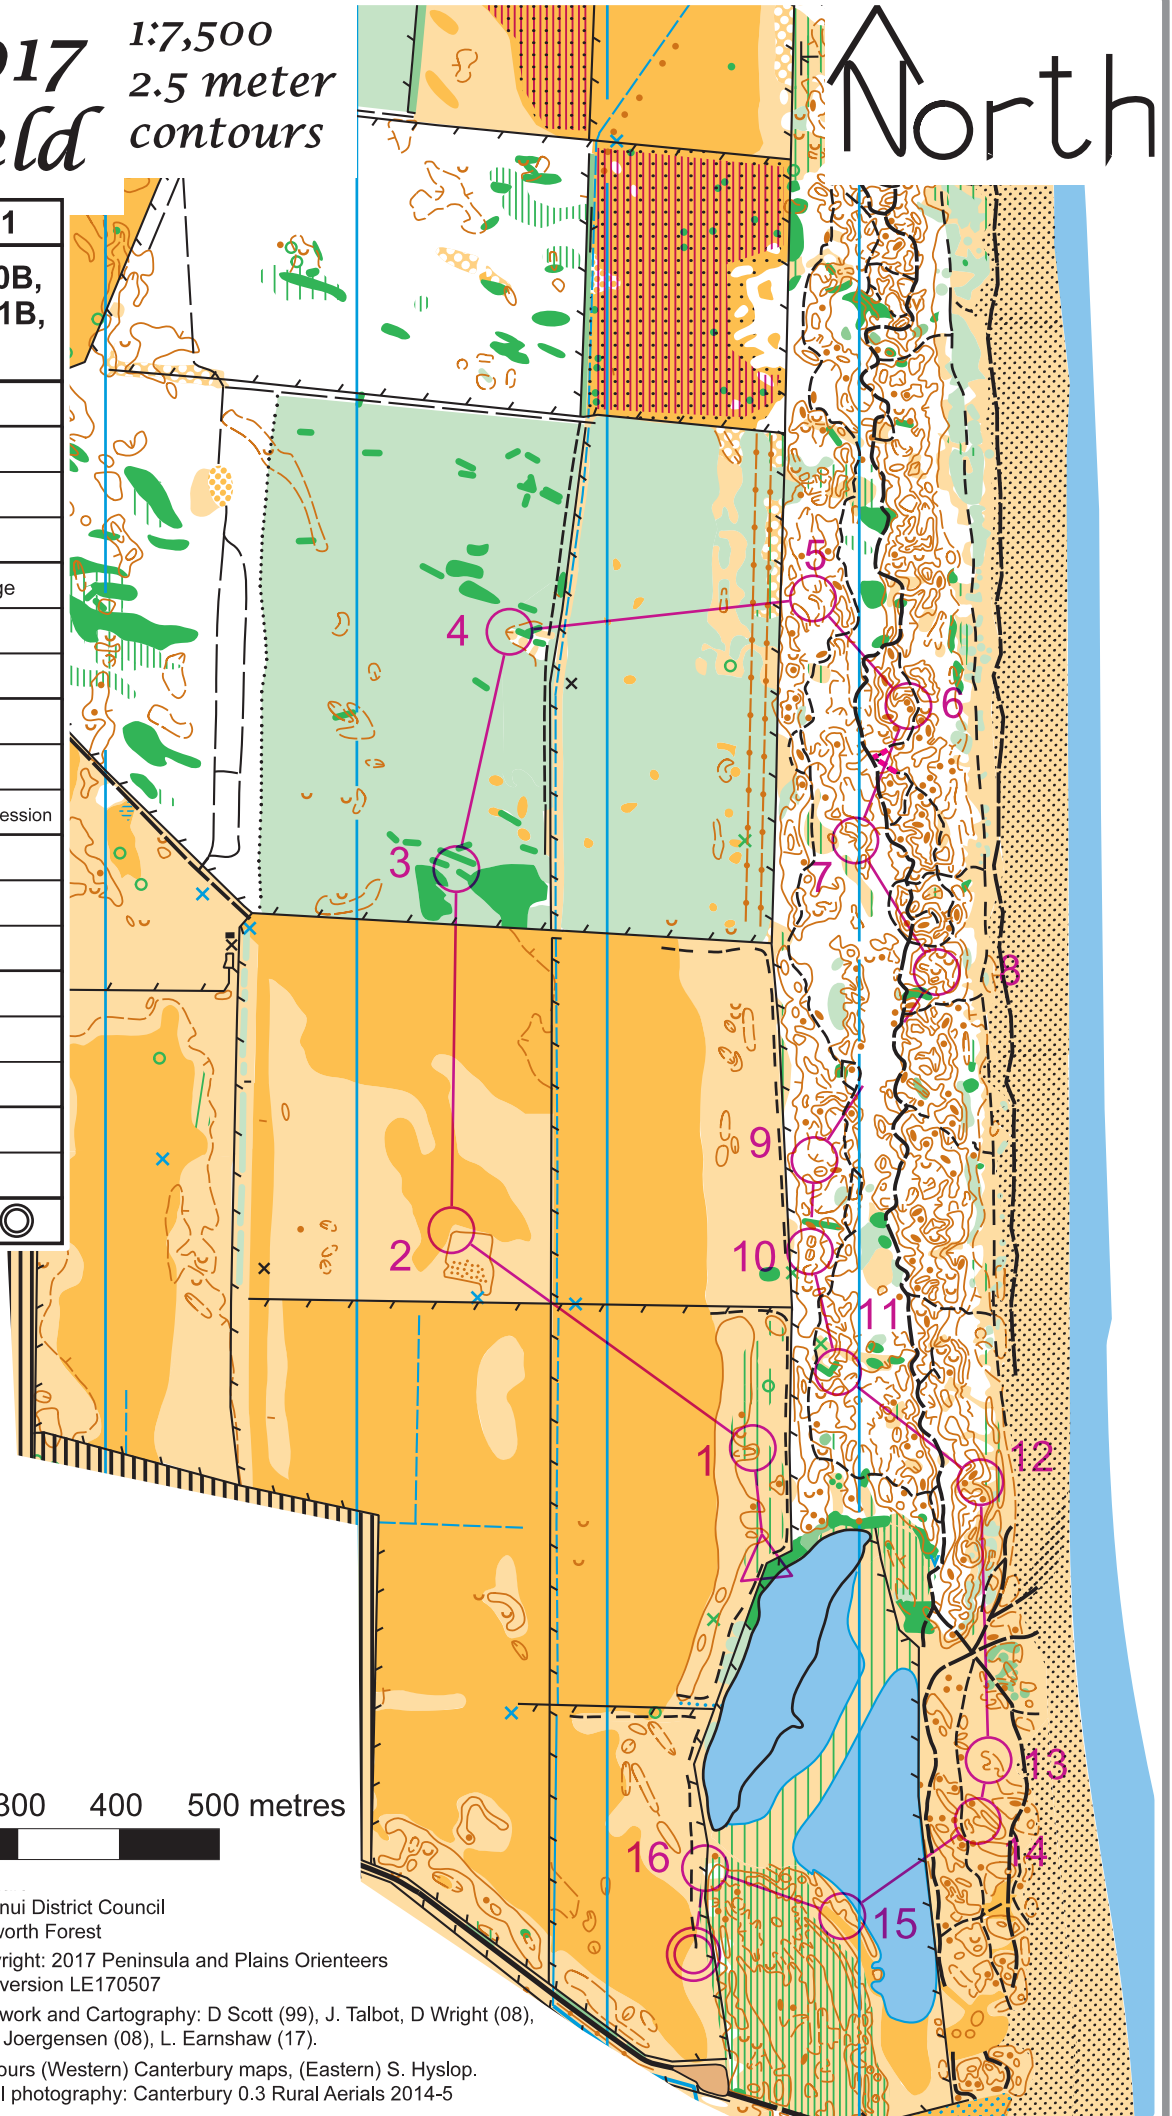 017
1:7,500
2.5 meter
contours
eld
North
1
0B,
1B,
ge
ession
5
4
6
3
7
8
9
2
10
11
1
12
13
14
16
15
300 400 500 metres
nui District Council
vorth Forest
yright: 2017 Peninsula and Plains Orienteers
version LE170507
work and Cartography: D Scott (99), J. Talbot, D Wright (08),
Joergensen (08), L. Earnshaw (17).
ours (Western) Canterbury maps, (Eastern) S. Hyslop.
l photography: Canterbury 0.3 Rural Aerials 2014-5